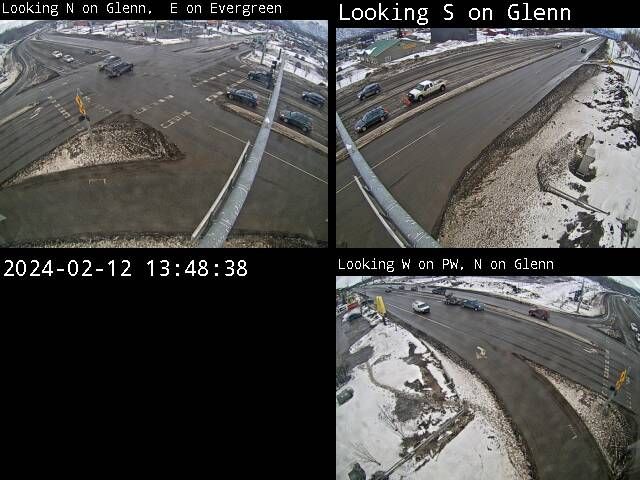 Looking N on Glenn,  E on Evergreen
Looking S on Glenn
2024-02-12 13:48:38
Looking W on PW, N on Glenn